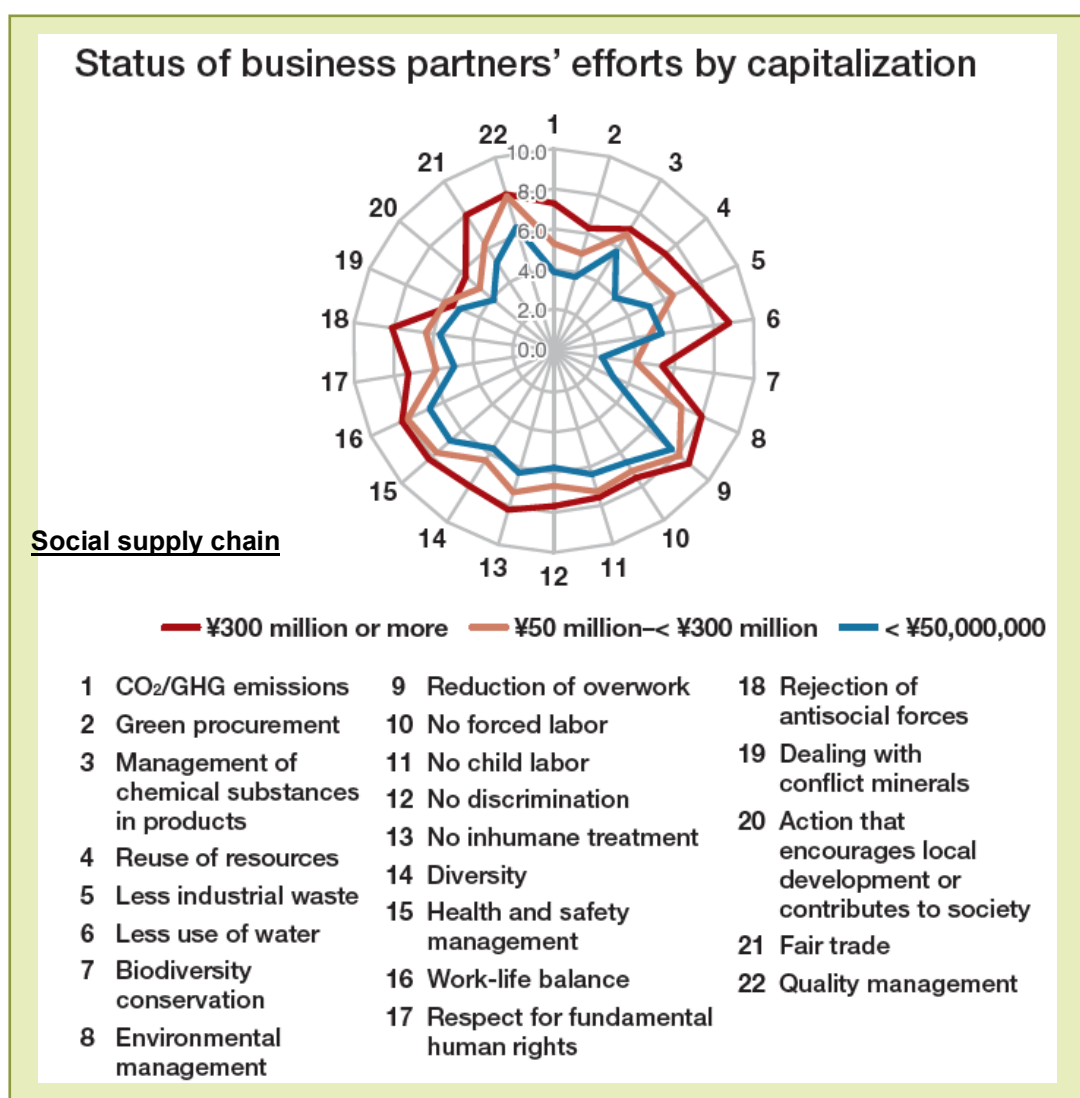 Status of business partners’ efforts by capitalization
1
2
3
4
5
6
7
8
9
10
11
12
13
14
15
16
17
18
19
20
21
22
10.0
8.0
6.0
4.0
2.0
0.0
Social supply chain
¥300 million or more
¥50 million–< ¥300 million
< ¥50,000,000
1 CO₂/GHG emissions
2 Green procurement
3 Management of
chemical substances
in products
4 Reuse of resources
5 Less industrial waste
6 Less use of water
7 Biodiversity
conservation
8 Environmental
management
9 Reduction of overwork
10 No forced labor
11 No child labor
12 No discrimination
13 No inhumane treatment
14 Diversity
15 Health and safety
management
16 Work-life balance
17 Respect for fundamental
human rights
18 Rejection of
antisocial forces
19 Dealing with
conflict minerals
20 Action that
encourages local
development or
contributes to society
21 Fair trade
22 Quality management